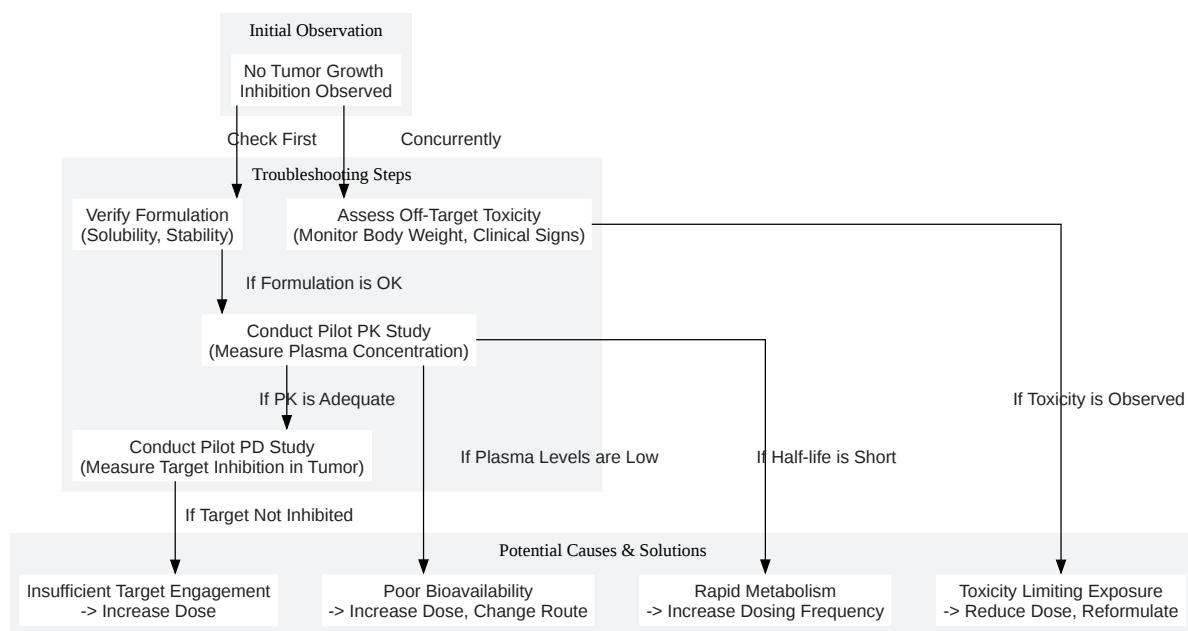 Initial Observation
No Tumor Growth
Inhibition Observed
Check First
Concurrently
Troubleshooting Steps
Verify Formulation
(Solubility, Stability)
Assess Off-Target Toxicity
(Monitor Body Weight, Clinical Signs)
If Formulation is OK
Conduct Pilot PK Study
(Measure Plasma Concentration)
If PK is Adequate
If Toxicity is Observed
Conduct Pilot PD Study
(Measure Target Inhibition in Tumor)
If Plasma Levels are Low
If Half-life is Short
If Target Not Inhibited
Potential Causes & Solutions
Insufficient Target Engagement
-> Increase Dose
Poor Bioavailability
-> Increase Dose, Change Route
Rapid Metabolism
-> Increase Dosing Frequency
Toxicity Limiting Exposure
-> Reduce Dose, Reformulate